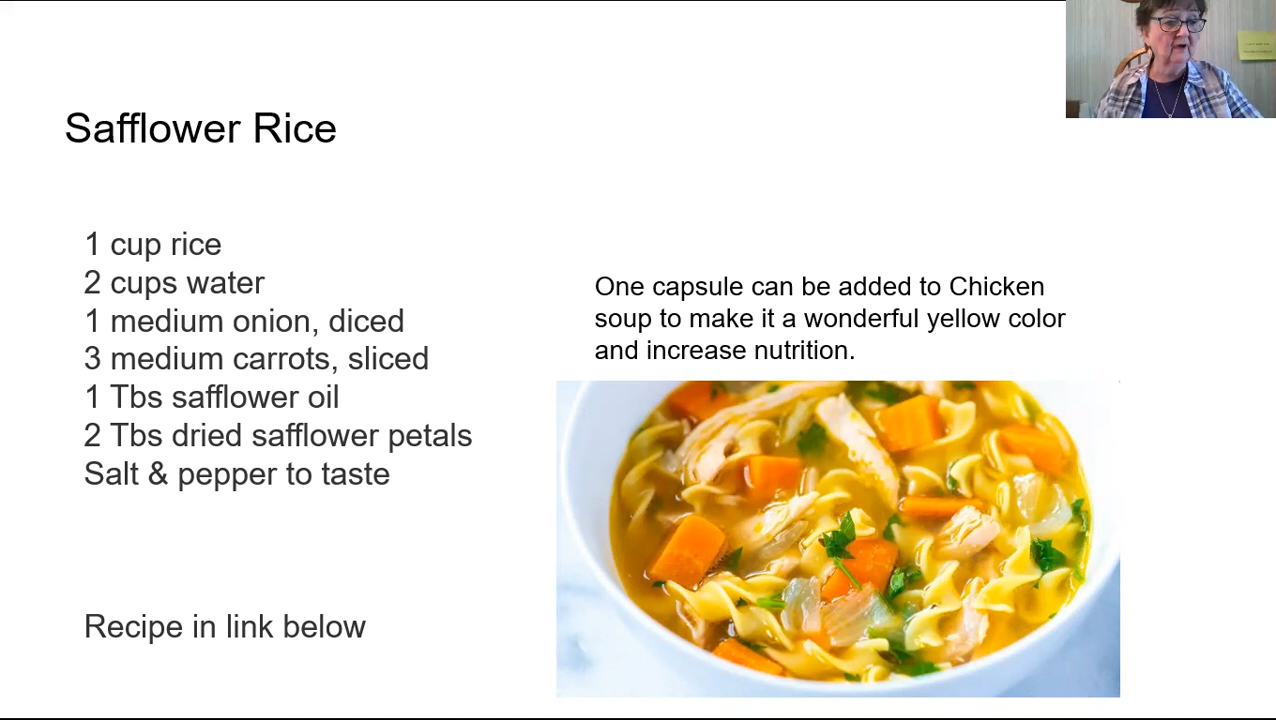 Safflower Rice
1 cup rice
2 cups water
1 medium onion, diced
3 medium carrots, sliced
1 Tbs safflower oil
2 Tbs dried safflower petals
Salt & pepper to taste
Recipe in link below
One capsule can be added to Chicken
soup to make it a wonderful yellow color
and increase nutrition.